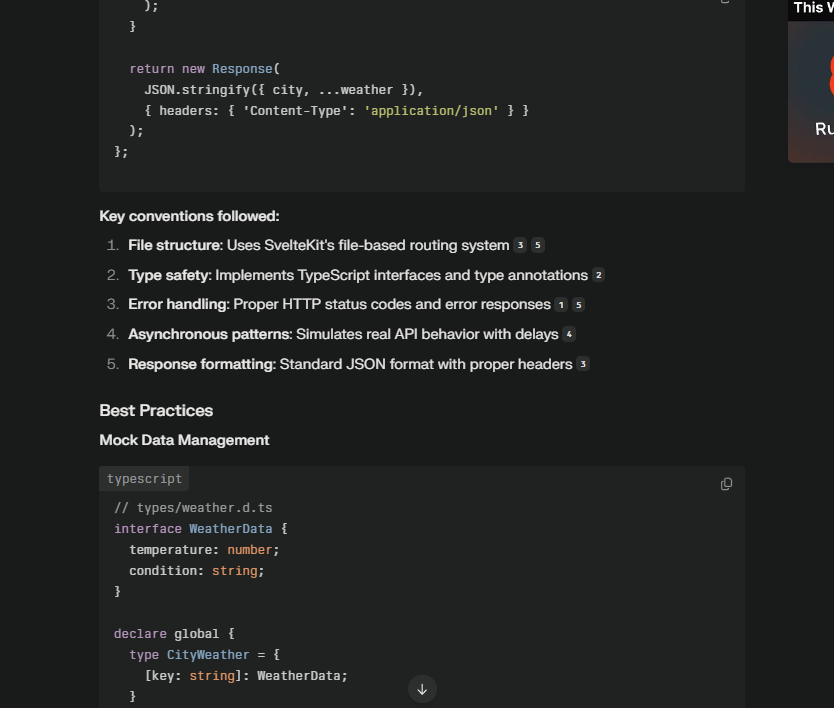 This W
);
}
return new Response(
JSON.stringify({ city, ...weather }),
{ headers: { 'Content-Type': 'application/json' } }
);
};
Ru
Key conventions followed:
1. File structure: Uses SvelteKit's file-based routing system 3 5
2. Type safety: Implements TypeScript interfaces and type annotations 2
3. Error handling: Proper HTTP status codes and error responses 1 5
4. Asynchronous patterns: Simulates real API behavior with delays 4
5. Response formatting: Standard JSON format with proper headers 3
Best Practices
Mock Data Management
typescript
// types/weather.d.ts
interface WeatherData {
temperature: number;
condition: string;
}
declare global {
type CityWeather = {
[key: string]: WeatherData;
}